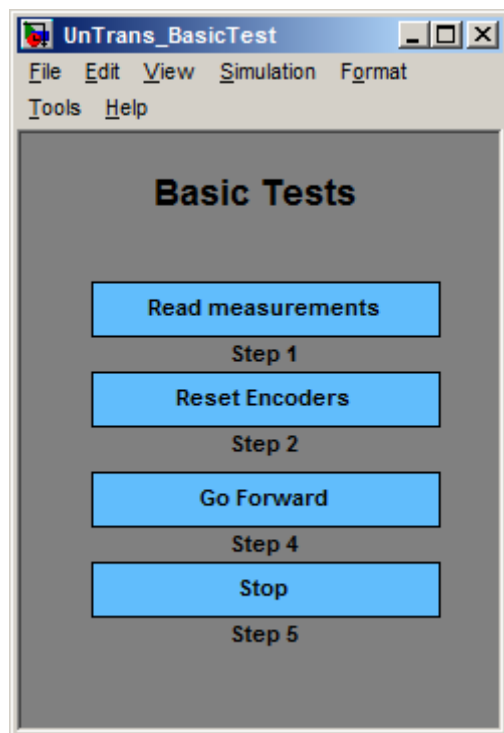 UnTrans_BasicTest
File Edit View Simulation Format
Tools Help
Basic Tests
Read measurements
Step 1
Reset Encoders
Step 2
Go Forward
Step 4
Stop
Step 5